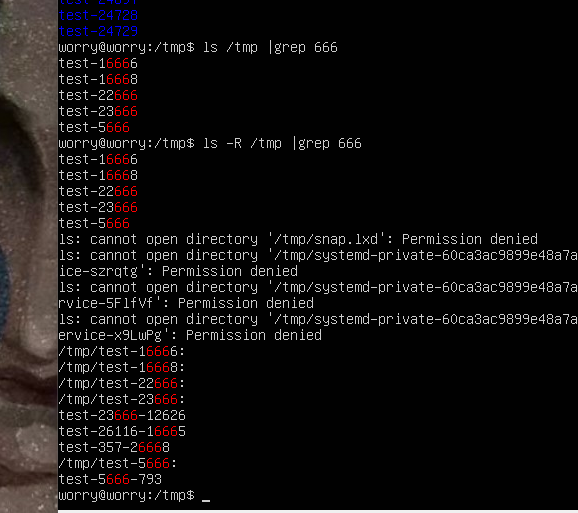 test-24728
test-24729
worry@worry:/tmp$ ls /tmp |grep 666
test-16666
test-16668
test-22666
test-23666
test-5666
worry@worry:/tmp$ ls -R /tmp |grep 666
test-16666
test-16668
test-22666
test-23666
test-5666
ls: cannot open directory '/tmp/snap.lxd': Permission denied
ls: cannot open directory '/tmp/systemd-private-60ca3ac9899e48a7a
ice-szrqtg': Permission denied
ls: cannot open directory '/tmp/systemd-private-60ca3ac9899e48a7a
rvice-5FlfVf': Permission denied
ls: cannot open directory '/tmp/systemd-private-60ca3ac9899e48a7a
ervice-x9LwPg': Permission denied
/tmp/test-16666:
/tmp/test-16668:
/tmp/test-22666:
/tmp/test-23666:
test-23666-12626
test-26116-16665
test-357-26668
/tmp/test-5666:
test-5666-793
worry@worry:/tmp$ _